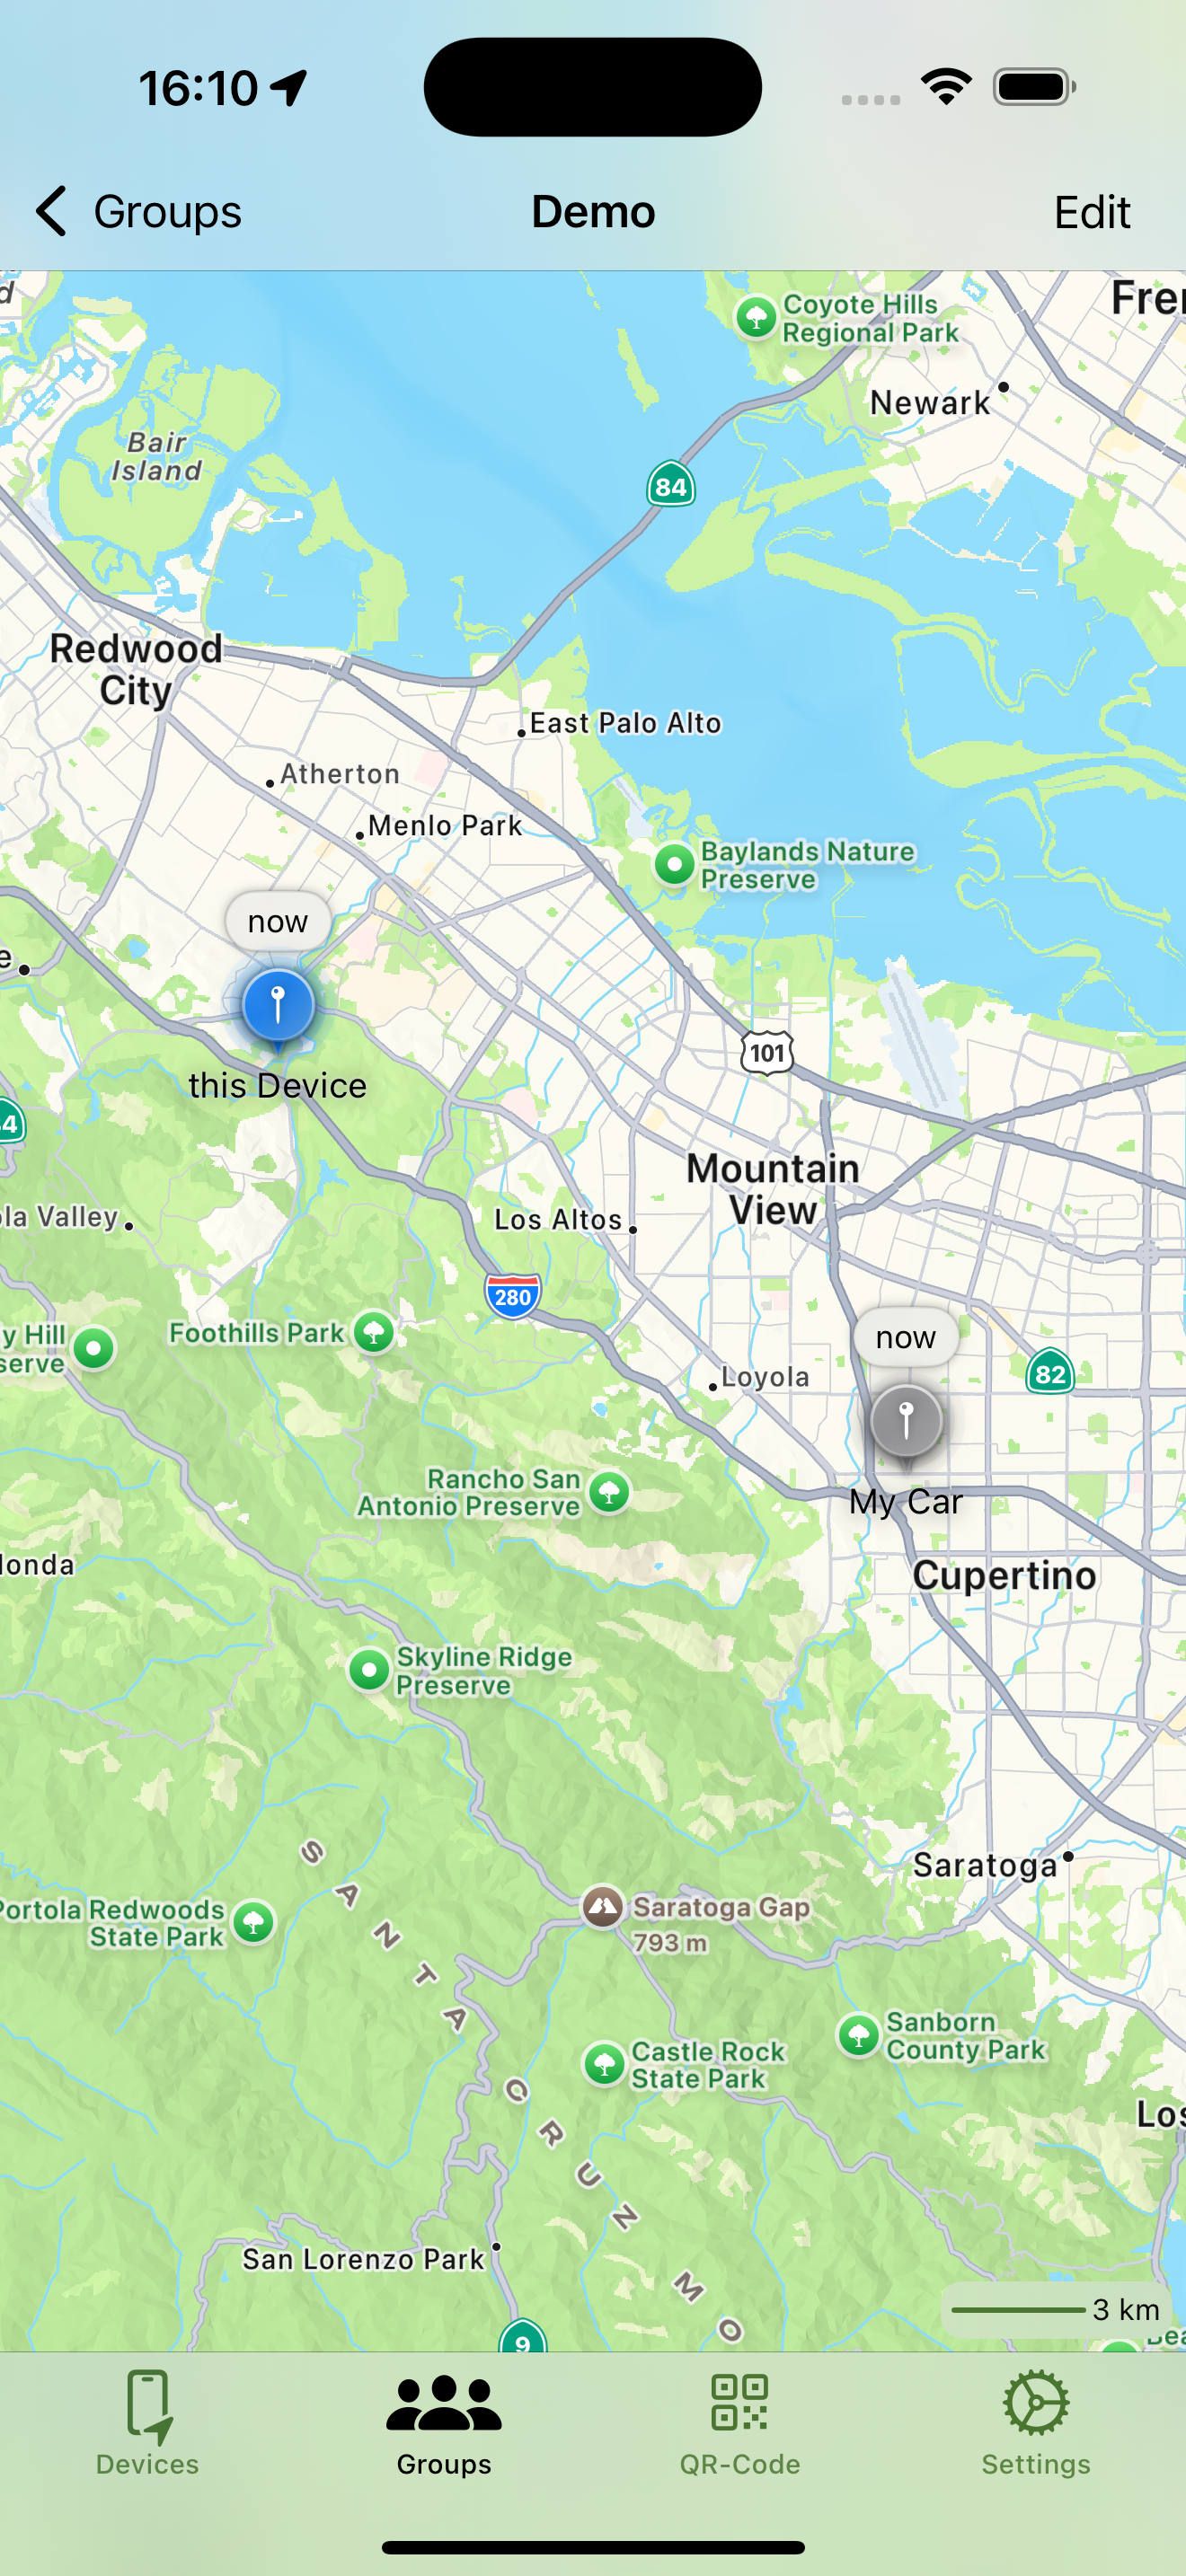 16:10
Groups
Demo
Edit
d
Coyote Hills
Regional Park
Fre
Newark
Bair
Island
84
Redwood
City
East Palo Alto
Atherton
Menlo Park
Baylands Nature
Preserve
now
e
101
this Device
4
Mountain
View
la Valley
Los Altos
280
now
y Hill
serve
Foothills Park
82
Loyola
Rancho San
Antonio Preserve
My Car
Honda
Cupertino
Skyline Ridge
Preserve
SANTA CRUZ MO
Saratoga
Portola Redwoods
State Park
Saratoga Gap
793 m
Sanborn
County Park
Castle Rock
State Park
Los
San Lorenzo Park
3 km
Bea
9
Devices
Groups
QR-Code
Settings